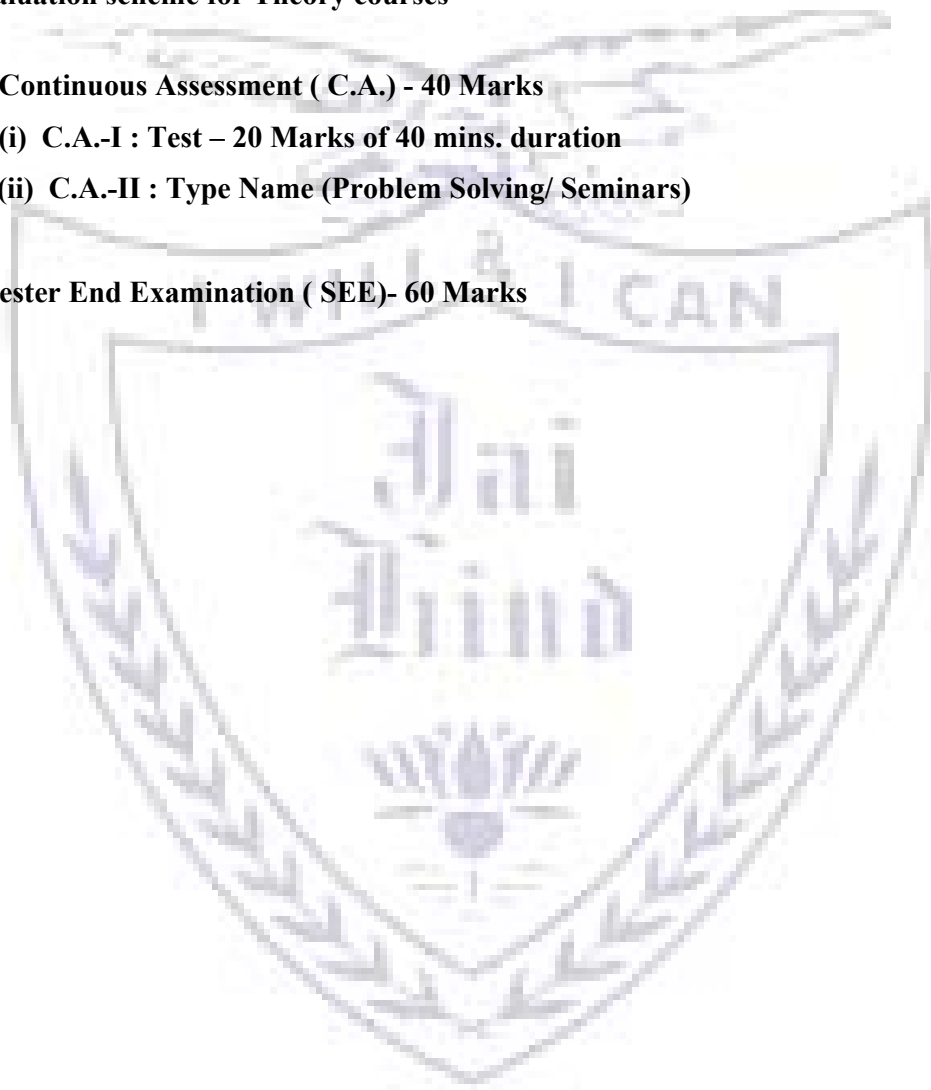 aluation scheme for Theory courses
Continuous Assessment ( C.A.) - 40 Marks
(i) C.A.-I : Test – 20 Marks of 40 mins. duration
(ii) C.A.-II : Type Name (Problem Solving/ Seminars)
ester End Examination ( SEE)- 60 Marks
I WILL & I CAN
Jai
Hind